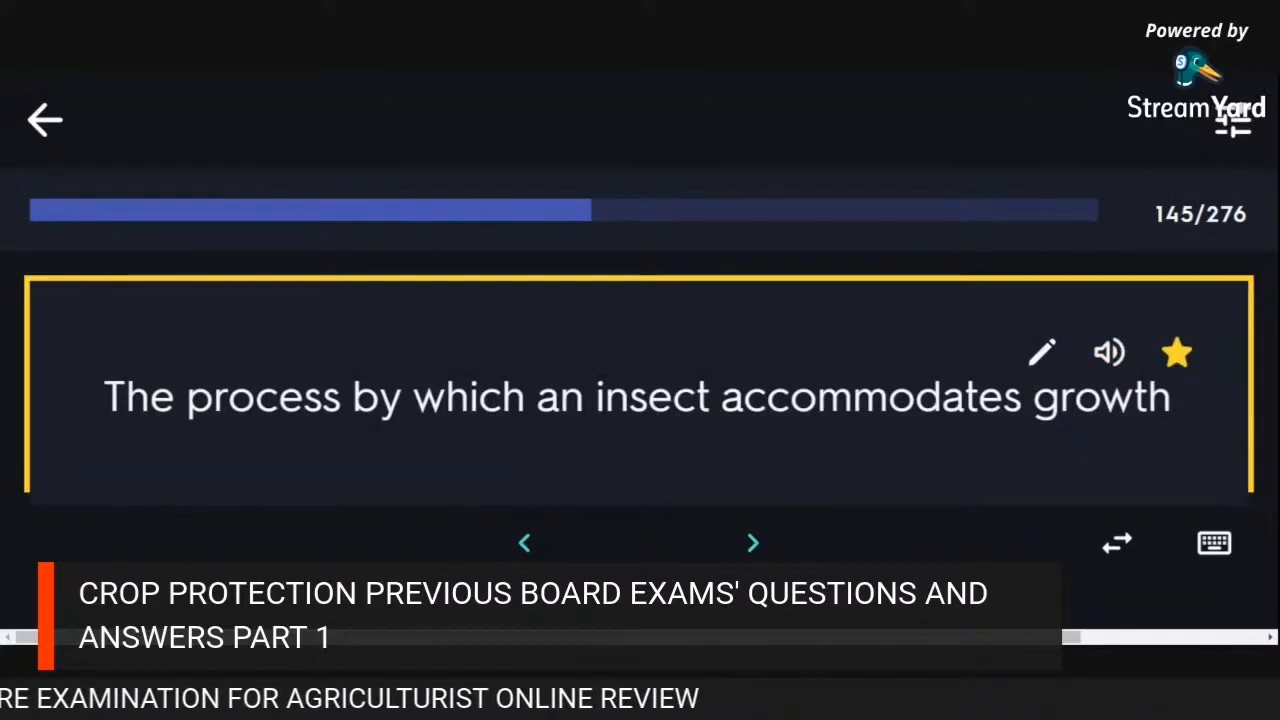 Powered by
StreamYard
145/276
The process by which an insect accommodates growth
CROP PROTECTION PREVIOUS BOARD EXAMS' QUESTIONS AND
ANSWERS PART 1
RE EXAMINATION FOR AGRICULTURIST ONLINE REVIEW